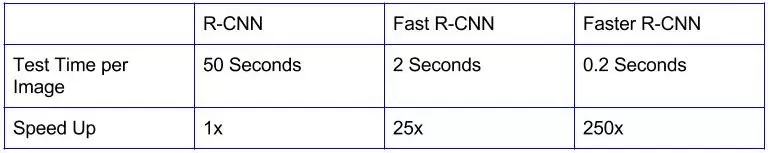 R-CNN Fast R-CNN Faster R-CNN
Test Time per Image 50 Seconds 2 Seconds 0.2 Seconds
Speed Up 1x 25x 250x